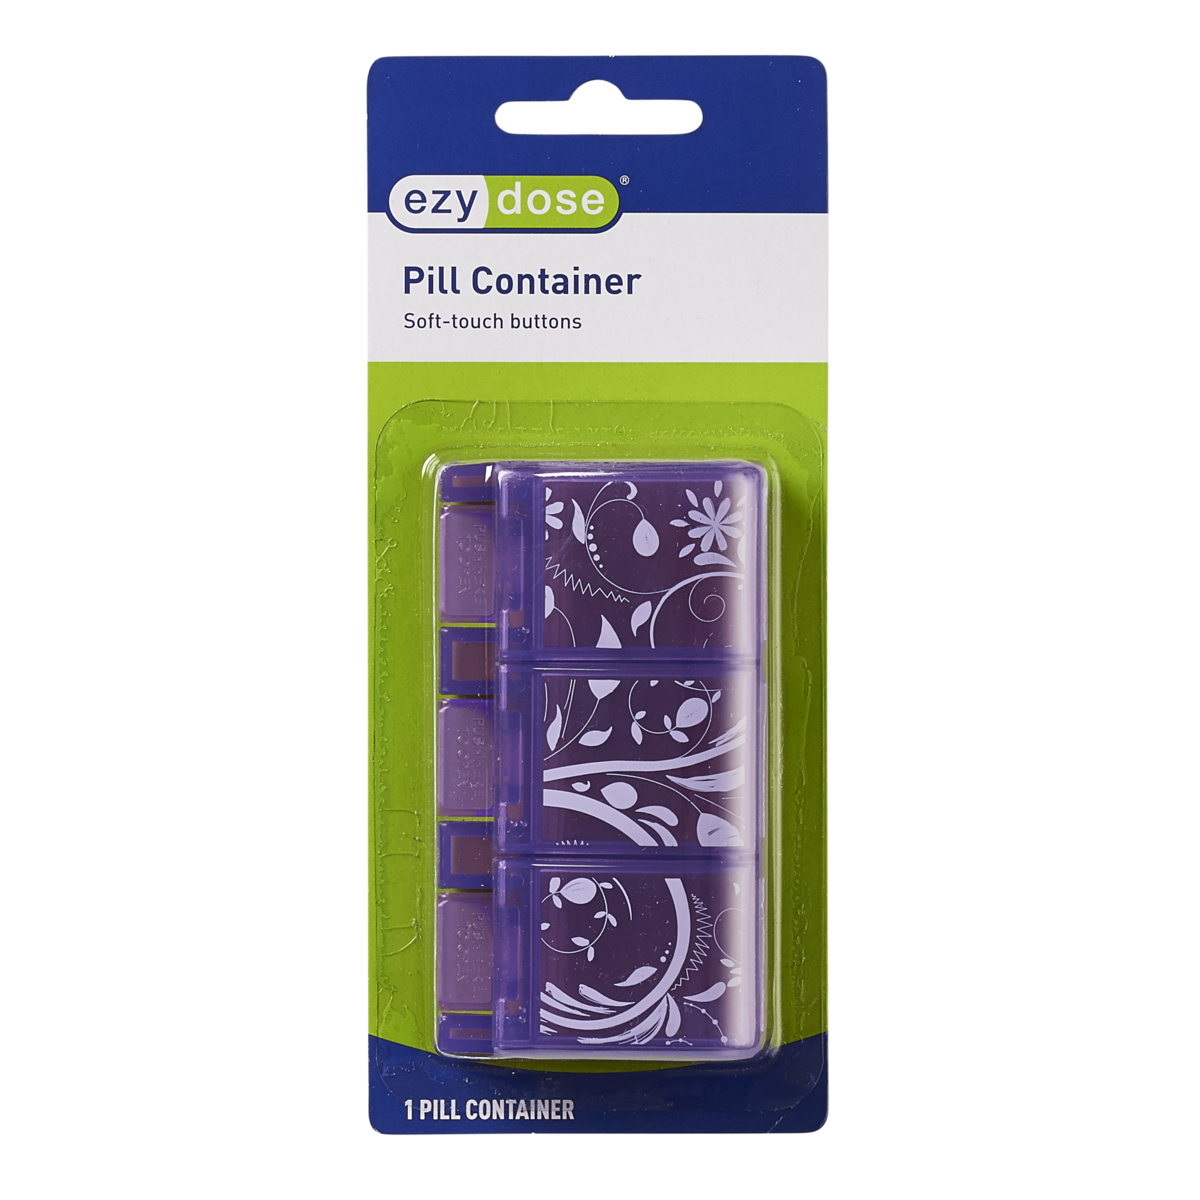 ezy dose®
Pill Container
Soft-touch buttons
1 PILL CONTAINER